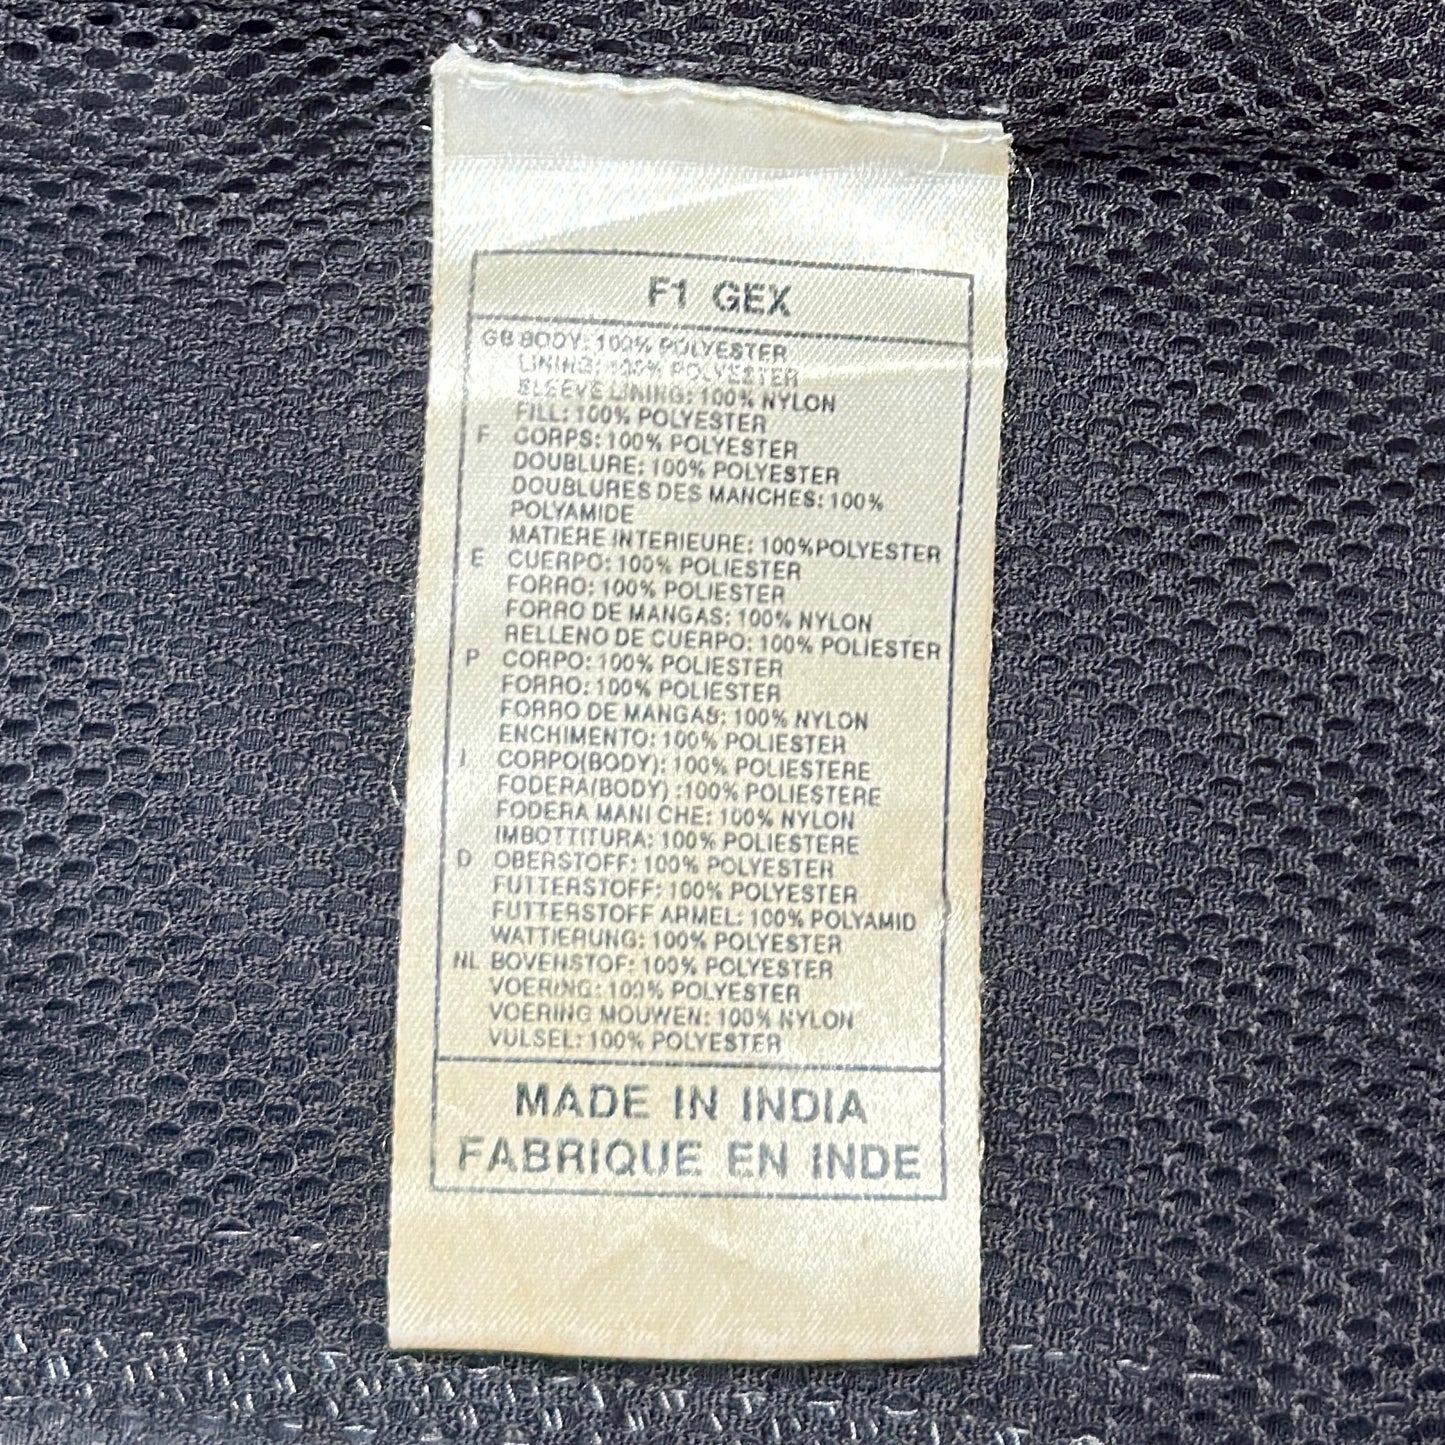 F1 GEX
GB BODY: 100% POLYESTER
LINING: 100% POLYESTER
SLEEVE LINING: 100% NYLON
FILL: 100% POLYESTER
F CORPS: 100% POLYESTER
DOUBLURE: 100% POLYESTER
DOUBLURES DES MANCHES: 100%
POLYAMIDE
MATIERE INTERIEURE: 100%POLYESTER
E CUERPO: 100% POLIESTER
FORRO: 100% POLIESTER
FORRO DE MANGAS: 100% NYLON
RELLENO DE CUERPO: 100% POLIESTER
P CORPO: 100% POLIESTER
FORRO: 100% POLIESTER
FORRO DE MANGAS: 100% NYLON
ENCHIMENTO: 100% POLIESTER
I CORPO(BODY): 100% POLIESTERE
FODERA(BODY) :100% POLIESTERE
FODERA MANI CHE: 100% NYLON
IMBOTTITURA: 100% POLIESTERE
D OBERSTOFF: 100% POLYESTER
FUTTERSTOFF: 100% POLYESTER
FUTTERSTOFF ARMEL: 100% POLYAMID
WATTIERUNG: 100% POLYESTER
NL BOVENSTOF: 100% POLYESTER
VOERING: 100% POLYESTER
VOERING MOUWEN: 100% NYLON
VULSEL: 100% POLYESTER
MADE IN INDIA
FABRIQUE EN INDE